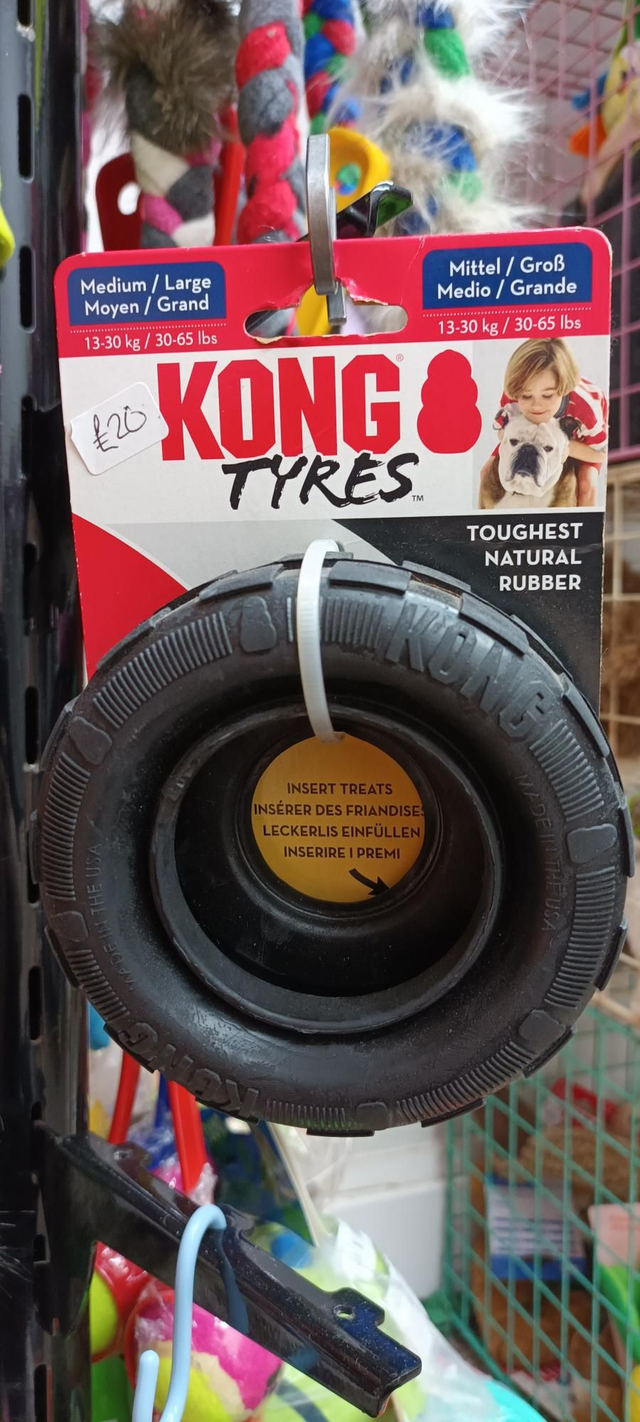 Medium / Large
Moyen / Grand
13-30 kg / 30-65 lbs
Mittel / Groß
Medio / Grande
13-30 kg / 30-65 lbs
£20
KONG®
TYRES™
TOUGHEST
NATURAL
RUBBER
KONG
MADE IN THE USA
INSERT TREATS
INSÉRER DES FRIANDISES
LECKERLIS EINFÜLLEN
INSERIRE I PREMI
MADE IN THE USA
KONG